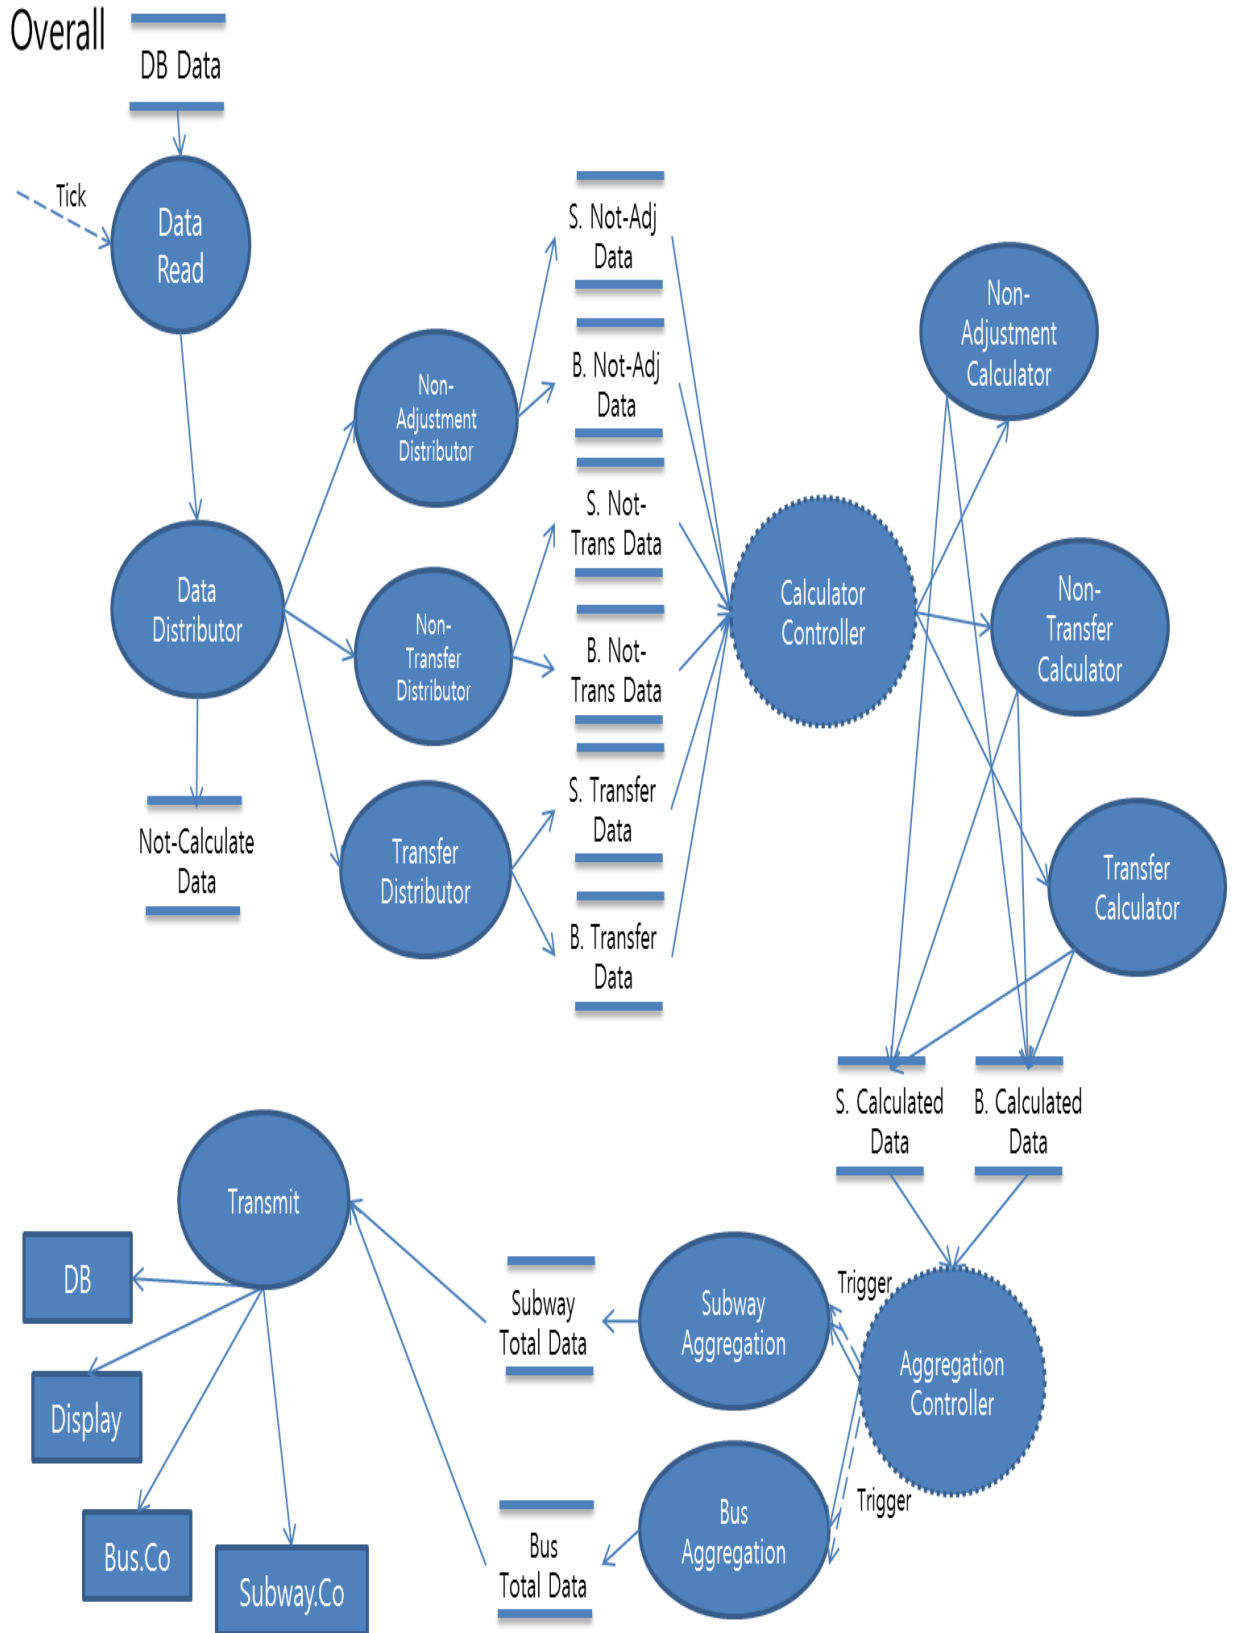 Overall
DB Data
Tick
Data
Read
S. Not-Adj
Data
Non-
Adjustment
Calculator
B. Not-Adj
Data
Non-
Adjustment
Distributor
S. Not-
Trans Data
Data
Distributor
Non-
Transfer
Distributor
B. Not-
Trans Data
Calculator
Controller
Non-
Transfer
Calculator
S. Transfer
Data
Not-Calculate
Data
Transfer
Distributor
B. Transfer
Data
Transfer
Calculator
S. Calculated
Data
B. Calculated
Data
Transmit
DB
Display
Bus.Co
Subway.Co
Subway
Total Data
Subway
Aggregation
Trigger
Aggregation
Controller
Trigger
Bus
Total Data
Bus
Aggregation